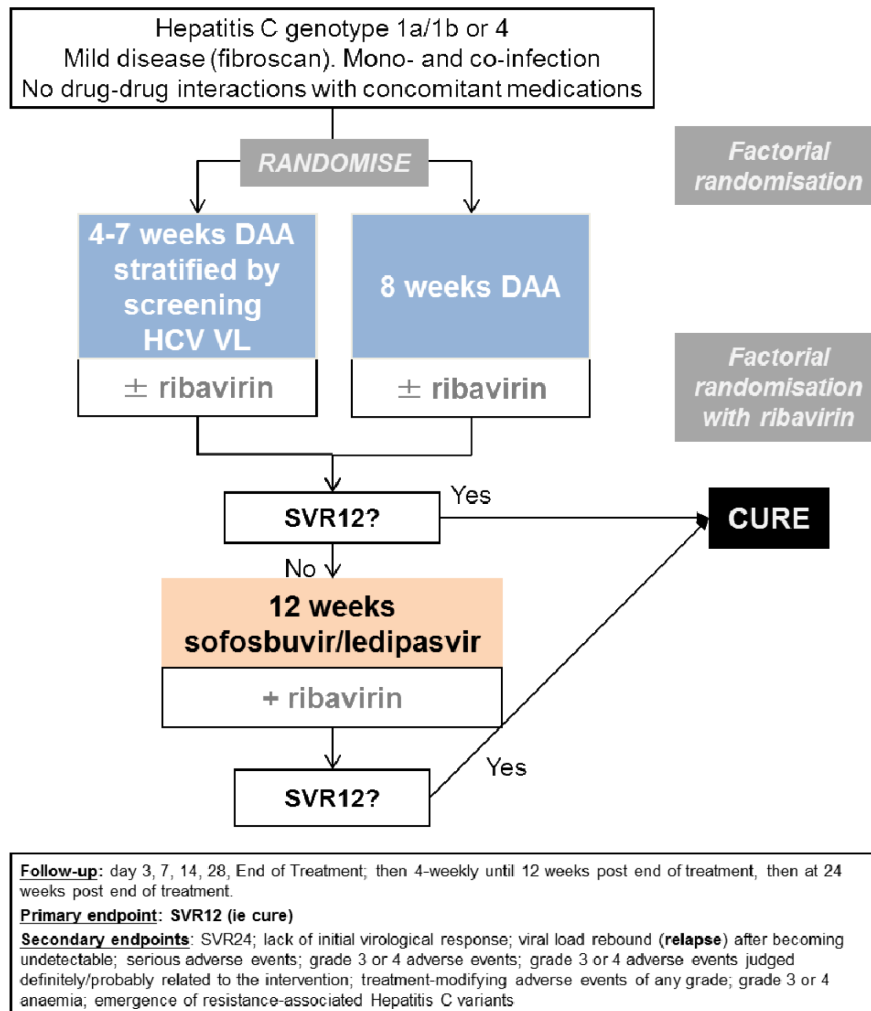 Hepatitis C genotype 1a/1b or 4
Mild disease (fibroscan). Mono- and co-infection
No drug-drug interactions with concomitant medications
RANDOMISE
Factorial
randomisation
4-7 weeks DAA
stratified by
screening
HCV VL
8 weeks DAA
± ribavirin
± ribavirin
Factorial
randomisation
with ribavirin
SVR12?
Yes
CURE
No
12 weeks
sofosbuvir/ledipasvir
+ ribavirin
SVR12?
Yes
Follow-up: day 3, 7, 14, 28, End of Treatment; then 4-weekly until 12 weeks post end of treatment, then at 24
weeks post end of treatment.
Primary endpoint: SVR12 (ie cure)
Secondary endpoints: SVR24; lack of initial virological response; viral load rebound (relapse) after becoming
undetectable; serious adverse events; grade 3 or 4 adverse events; grade 3 or 4 adverse events judged
definitely/probably related to the intervention; treatment-modifying adverse events of any grade; grade 3 or 4
anaemia; emergence of resistance-associated Hepatitis C variants